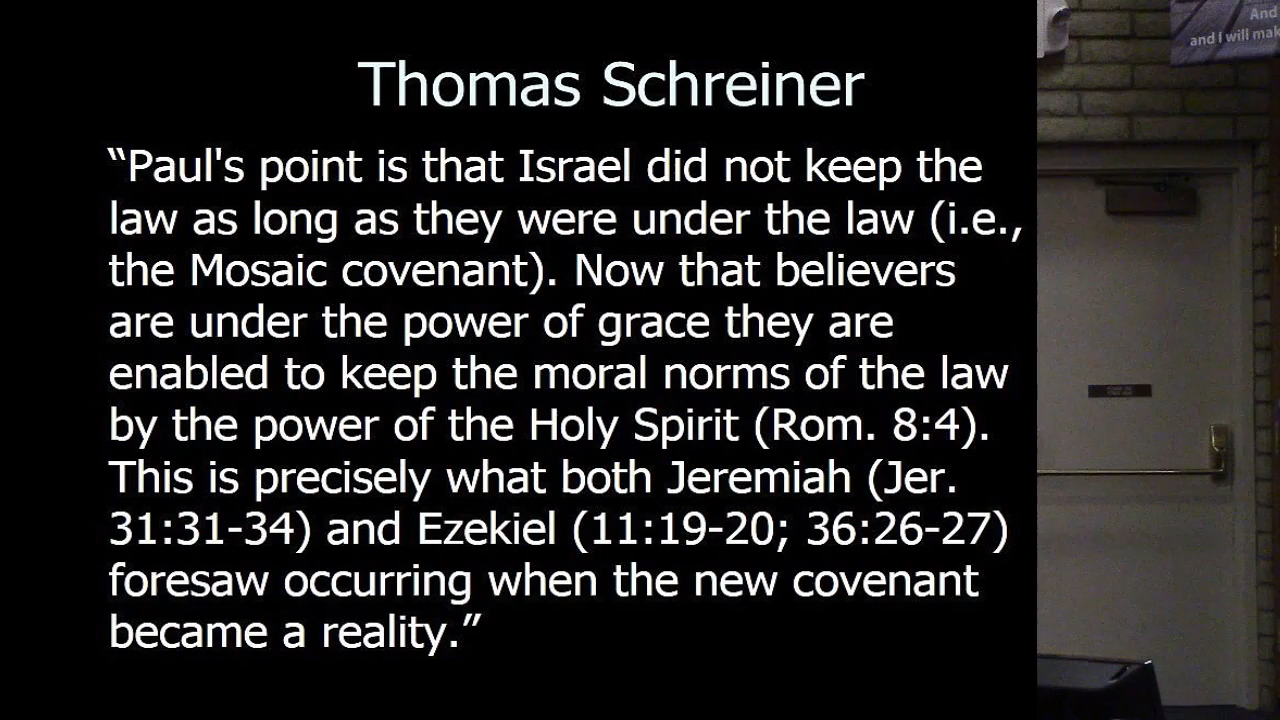 Thomas Schreiner
“Paul's point is that Israel did not keep the
law as long as they were under the law (i.e.,
the Mosaic covenant). Now that believers
are under the power of grace they are
enabled to keep the moral norms of the law
by the power of the Holy Spirit (Rom. 8:4).
This is precisely what both Jeremiah (Jer.
31:31-34) and Ezekiel (11:19-20; 36:26-27)
foresaw occurring when the new covenant
became a reality.”
And
and I will mak